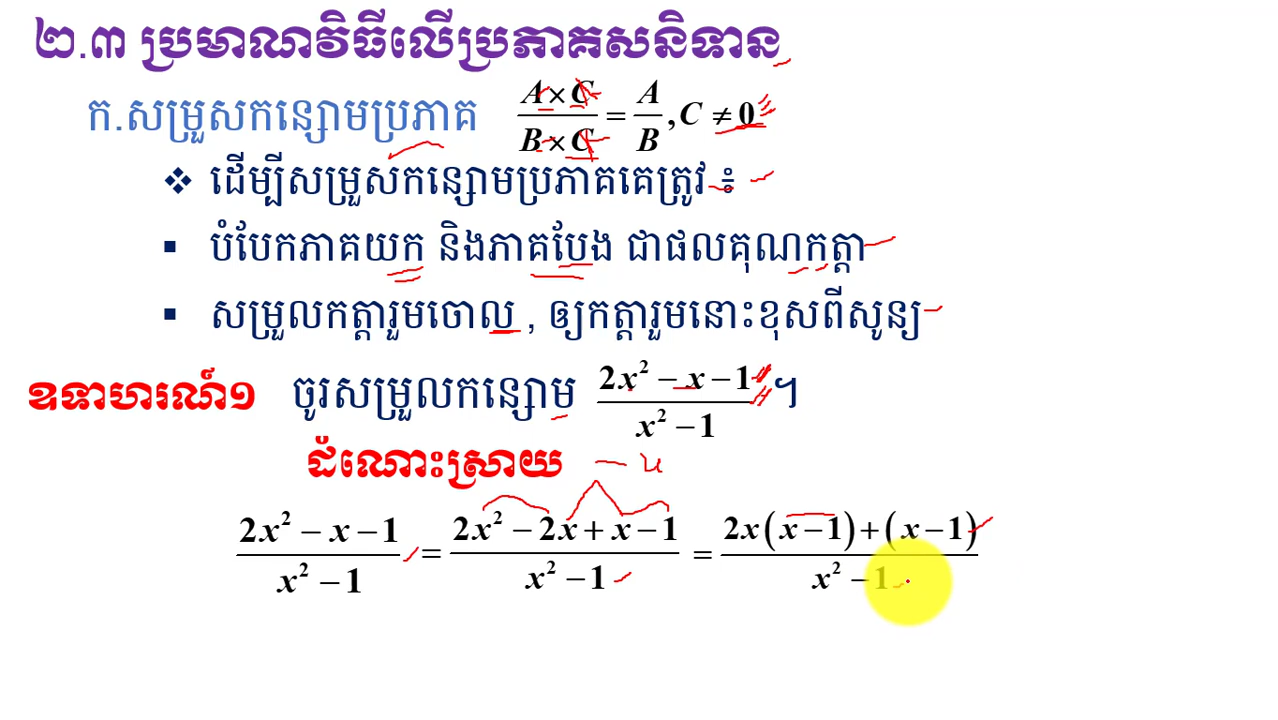 ២.៣ ប្រមាណវិធីលើប្រភាគសនិទាន
ក.សម្រួសកន្សោមប្រភាគ (A×C)/(B×C) = A/B, C ≠ 0
❖ ដើម្បីសម្រួសកន្សោមប្រភាគគេត្រូវ ៖
▪ បំបែកភាគយក និងភាគបែង ជាផលគុណកត្តា
▪ សម្រួលកត្តារួមចោល , ឲ្យកត្តារួមនោះខុសពីសូន្យ
ឧទាហរណ៍១ ចូរសម្រួលកន្សោម (2x² − x − 1)/(x² − 1) ។
ដំណោះស្រាយ
(2x² − x − 1)/(x² − 1) = (2x² − 2x + x − 1)/(x² − 1) = (2x(x − 1) + (x − 1))/(x² − 1)